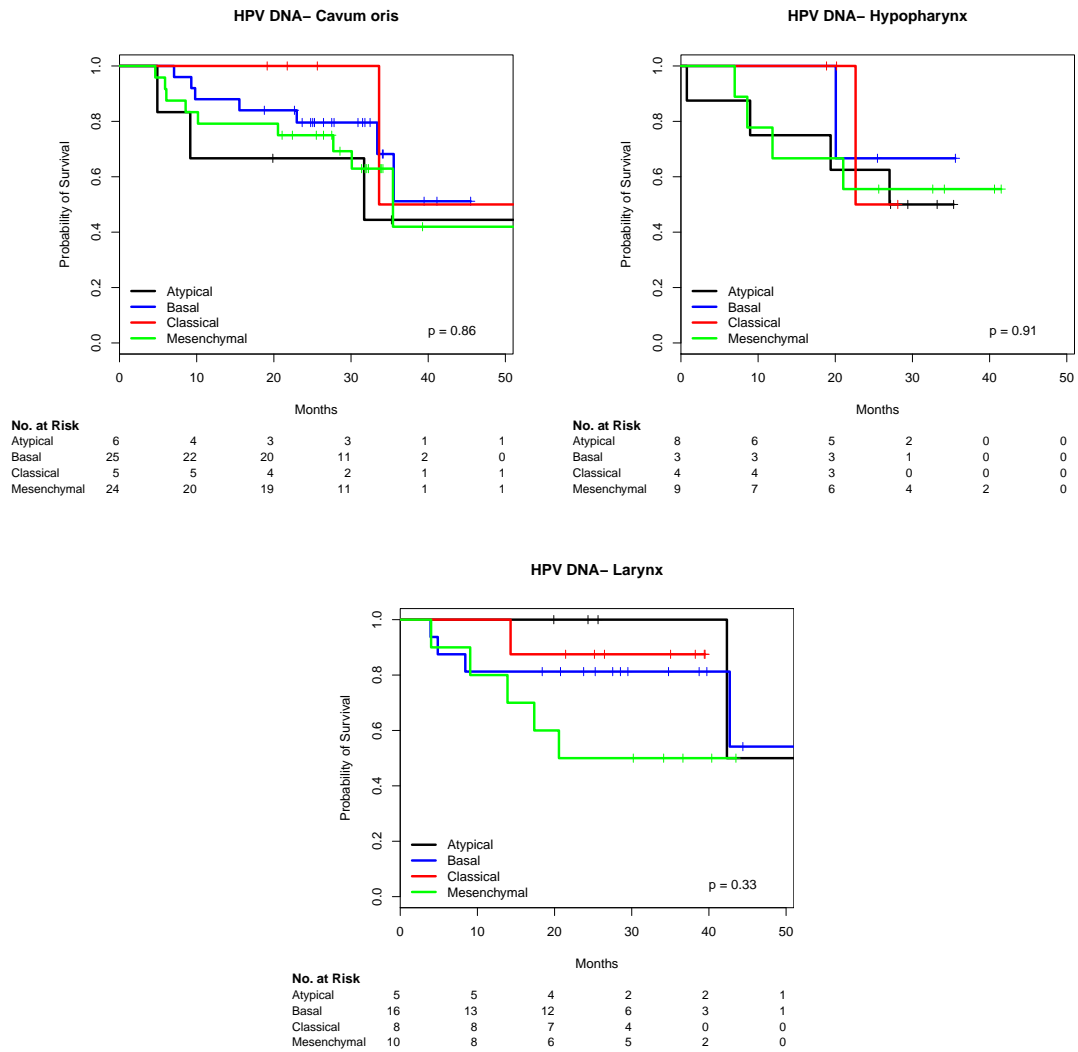 HPV DNA− Cavum oris
Probability of Survival
1.0
0.8
0.6
0.4
0.2
0.0
Atypical
Basal
Classical
Mesenchymal
p = 0.86
0 10 20 30 40 50
Months
No. at Risk
Atypical 6 4 3 3 1 1
Basal 25 22 20 11 2 0
Classical 5 5 4 2 1 1
Mesenchymal 24 20 19 11 1 1
HPV DNA− Hypopharynx
Probability of Survival
1.0
0.8
0.6
0.4
0.2
0.0
Atypical
Basal
Classical
Mesenchymal
p = 0.91
0 10 20 30 40 50
Months
No. at Risk
Atypical 8 6 5 2 0 0
Basal 3 3 3 1 0 0
Classical 4 4 3 0 0 0
Mesenchymal 9 7 6 4 2 0
HPV DNA− Larynx
Probability of Survival
1.0
0.8
0.6
0.4
0.2
0.0
Atypical
Basal
Classical
Mesenchymal
p = 0.33
0 10 20 30 40 50
Months
No. at Risk
Atypical 5 5 4 2 2 1
Basal 16 13 12 6 3 1
Classical 8 8 7 4 0 0
Mesenchymal 10 8 6 5 2 0